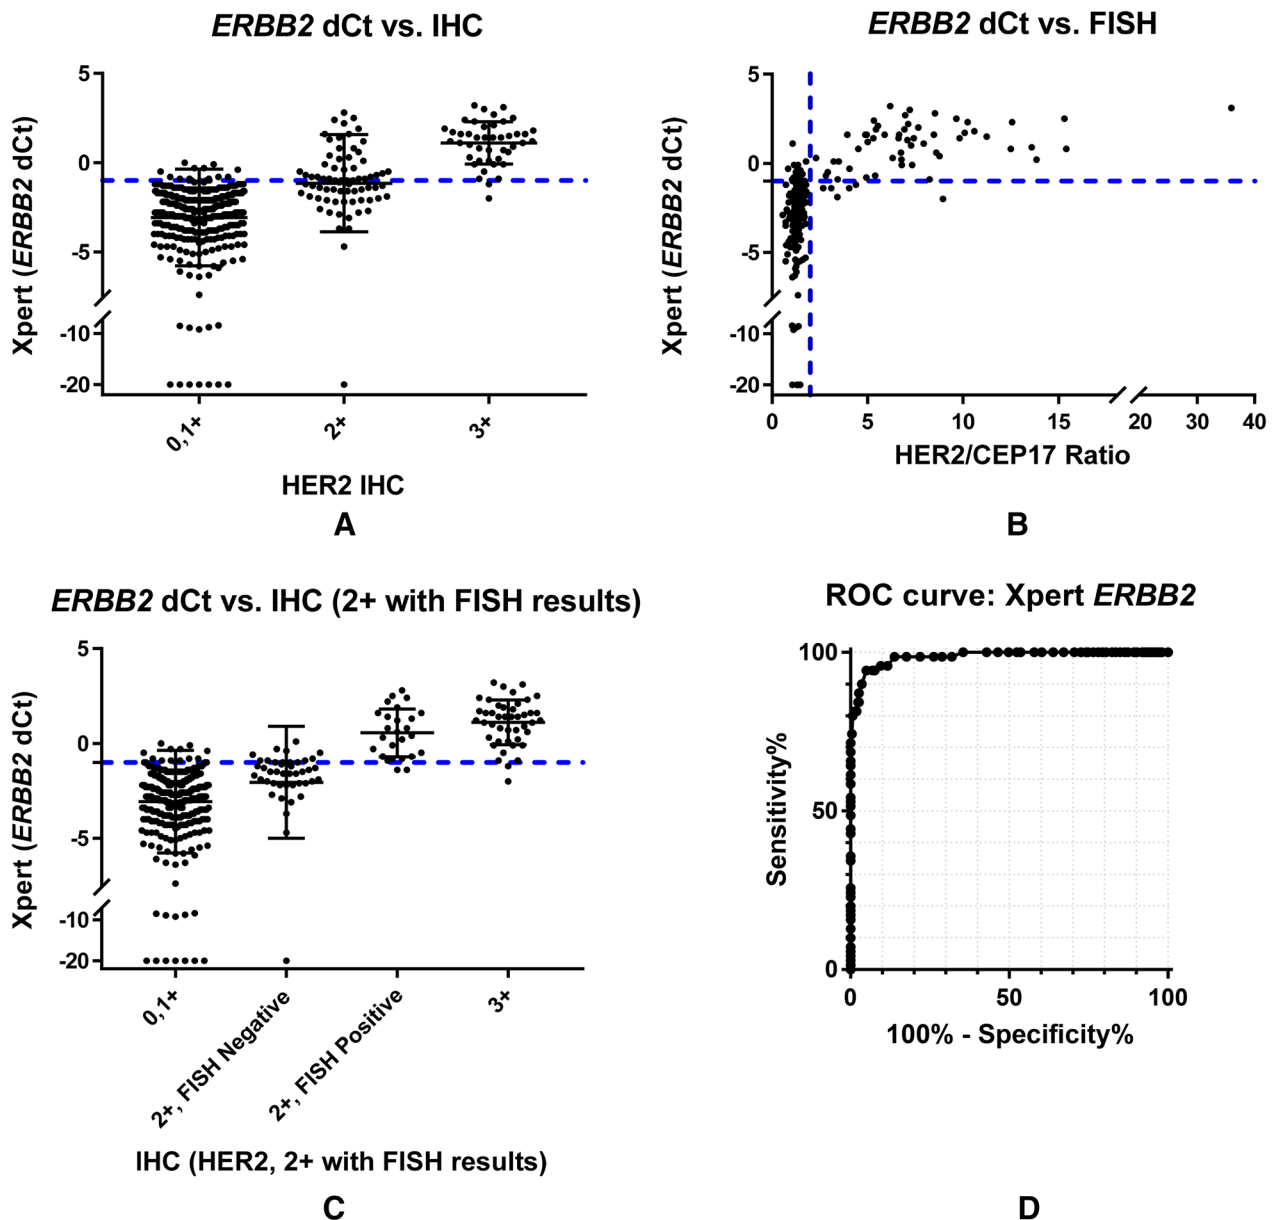 ERBB2 dCt vs. IHC
Xpert (ERBB2 dCt)
5
0
-5
-10
-20
0,1+
2+
3+
HER2 IHC
A
ERBB2 dCt vs. FISH
Xpert (ERBB2 dCt)
5
0
-5
-10
-20
0 5 10 15 20 30 40
HER2/CEP17 Ratio
B
ERBB2 dCt vs. IHC (2+ with FISH results)
Xpert (ERBB2 dCt)
5
0
-5
-10
-20
0,1+
2+, FISH Negative
2+, FISH Positive
3+
IHC (HER2, 2+ with FISH results)
C
ROC curve: Xpert ERBB2
Sensitivity%
100
50
0
0 50 100
100% - Specificity%
D